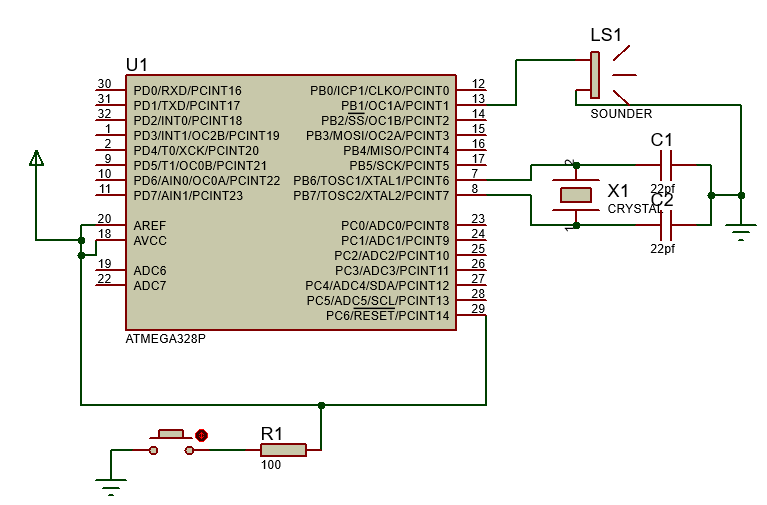 LS1
SOUNDER
U1
30 PD0/RXD/PCINT16
31 PD1/TXD/PCINT17
32 PD2/INT0/PCINT18
1 PD3/INT1/OC2B/PCINT19
2 PD4/T0/XCK/PCINT20
9 PD5/T1/OC0B/PCINT21
10 PD6/AIN0/OC0A/PCINT22
11 PD7/AIN1/PCINT23
20 AREF
18 AVCC
19 ADC6
22 ADC7
PB0/ICP1/CLKO/PCINT0 12
PB1/OC1A/PCINT1 13
PB2/SS/OC1B/PCINT2 14
PB3/MOSI/OC2A/PCINT3 15
PB4/MISO/PCINT4 16
PB5/SCK/PCINT5 17
PB6/TOSC1/XTAL1/PCINT6 7
PB7/TOSC2/XTAL2/PCINT7 8
PC0/ADC0/PCINT8 23
PC1/ADC1/PCINT9 24
PC2/ADC2/PCINT10 25
PC3/ADC3/PCINT11 26
PC4/ADC4/SDA/PCINT12 27
PC5/ADC5/SCL/PCINT13 28
PC6/RESET/PCINT14 29
ATMEGA328P
2
X1
CRYSTAL
1
C1
22pf
C2
22pf
R1
100